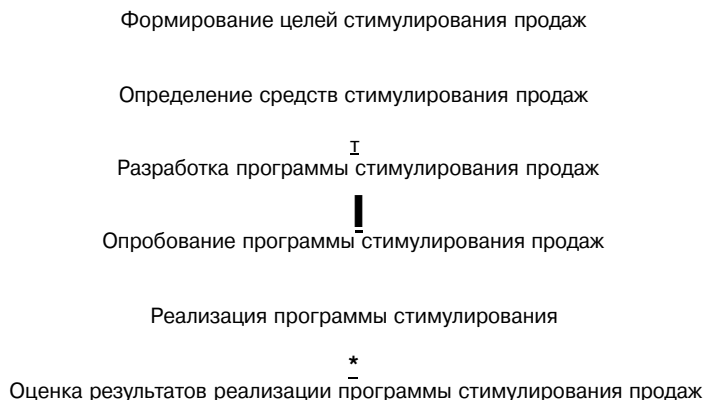 Формирование целей стимулирования продаж
Определение средств стимулирования продаж
т
Разработка программы стимулирования продаж
Опробование программы стимулирования продаж
Реализация программы стимулирования
*
Оценка результатов реализации программы стимулирования продаж